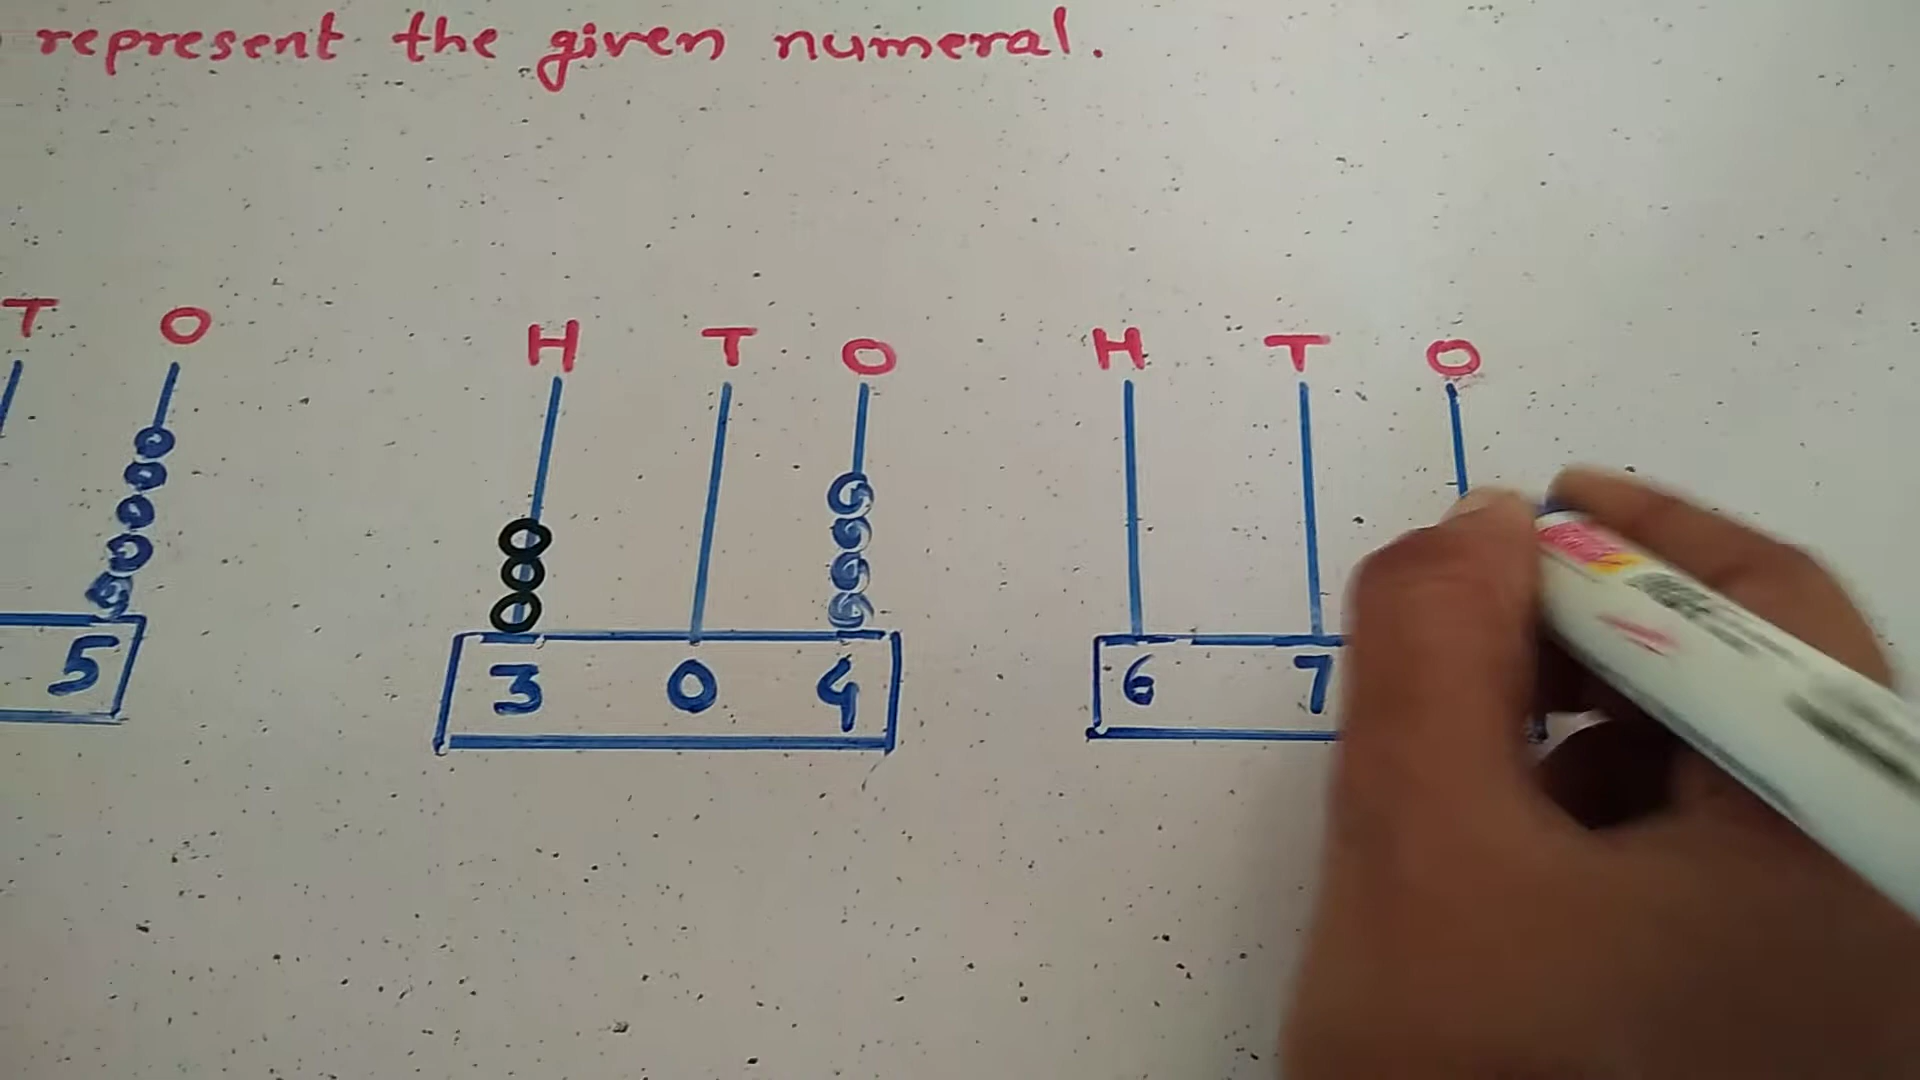 represent the given numeral.
T O H T O H T O
5 3 0 4 6 7